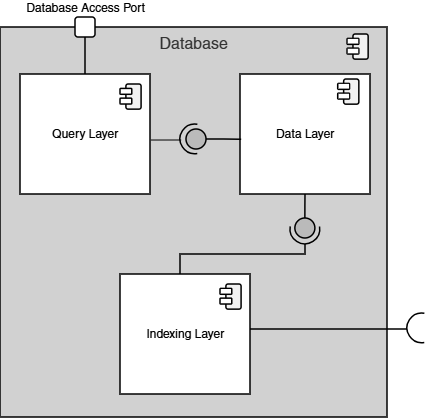 Database Access Port
Database
Query Layer
Data Layer
Indexing Layer